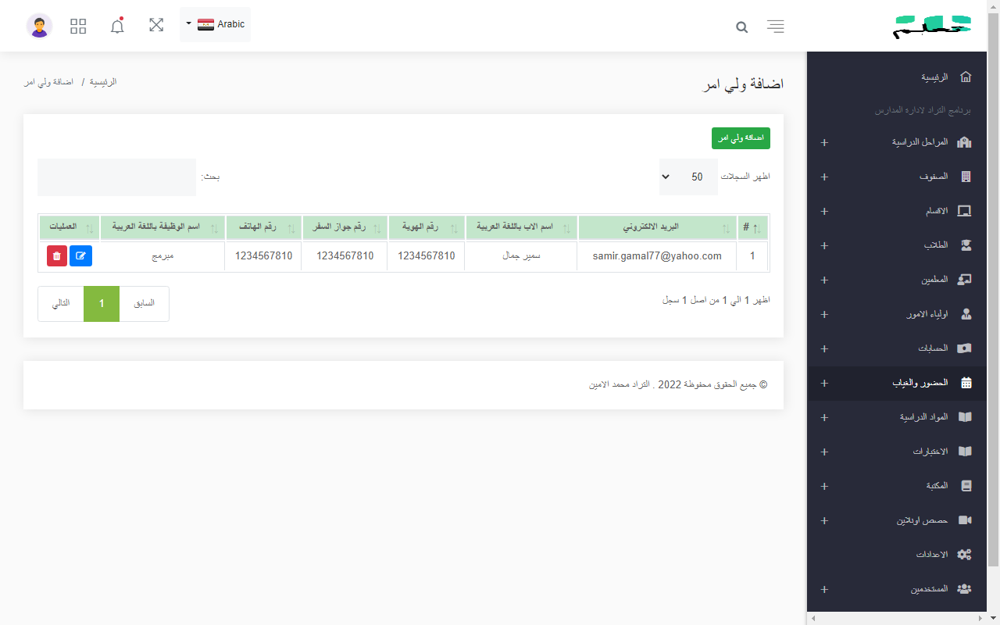 Arabic
اضافة ولي امر
الرئيسية / اضافة ولي امر
الرئيسية
برنامج التراد لادارة المدارس
المراحل الدراسية
الصفوف
الاقسام
الطلاب
المعلمين
اولياء الامور
الحسابات
الحضور والغياب
المواد الدراسية
الاختبارات
المكتبة
حصص اونلاين
الاعدادات
المستخدمين
اضافة ولي امر
اظهر السجلات 50
بحث:
# البريد الالكتروني اسم الاب باللغة العربية رقم الهوية رقم جواز السفر رقم الهاتف اسم الوظيفة باللغة العربية العمليات
1 samir.gamal77@yahoo.com سمير جمال 1234567810 1234567810 1234567810 مبرمج
اظهر 1 الي 1 من اصل 1 سجل
السابق 1 التالي
© جميع الحقوق محفوظة 2022 . التراد محمد الامين